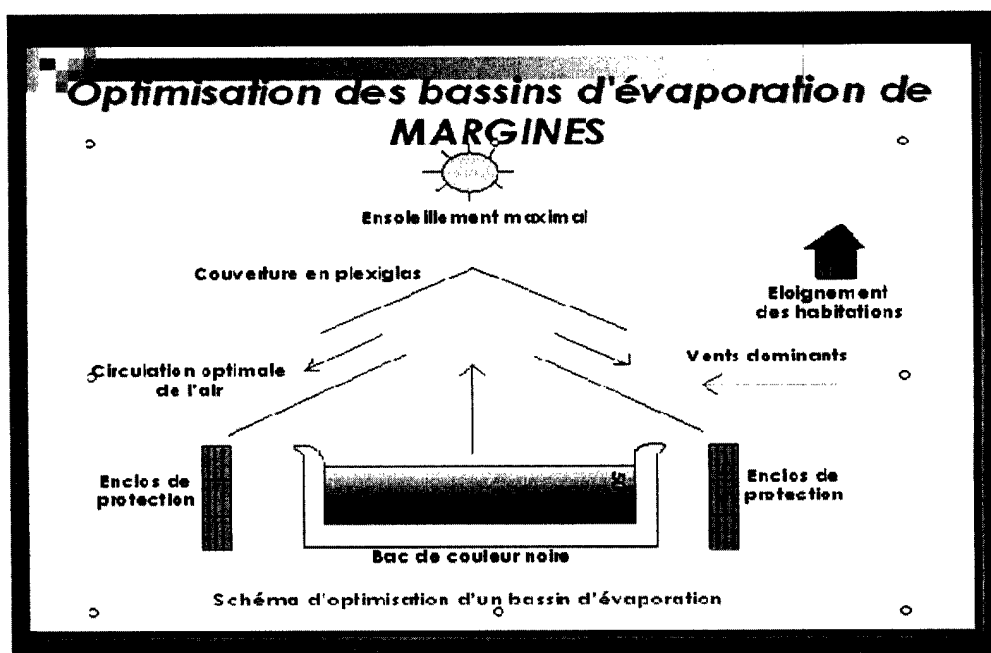 Optimisation des bassins d'évaporation de
MARGINES
Ensoleillement maximal
Couverture en plexiglas
Eloignement
des habitations
Circulation optimale
de l'air
Vents dominants
Enclos de
protection
Enclos de
protection
Bac de couleur noire
Schéma d'optimisation d'un bassin d'évaporation